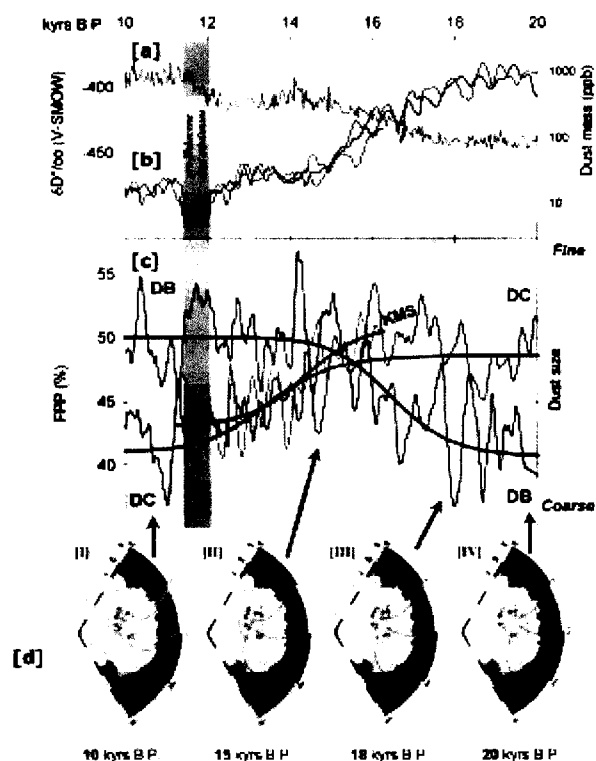 kyrs B P 10 12 14 16 18 20
[a]
-400
1000
δD°/oo (V-SMOW)
Dust mass (ppb)
100
-450
[b]
10
Fine
[c]
55
DB
DC
KMS
50
FPP (%)
Dust size
45
40
DC
DB
Coarse
[I] [II] [III] [IV]
[d]
10 kyrs B P 15 kyrs B P 18 kyrs B P 20 kyrs B P